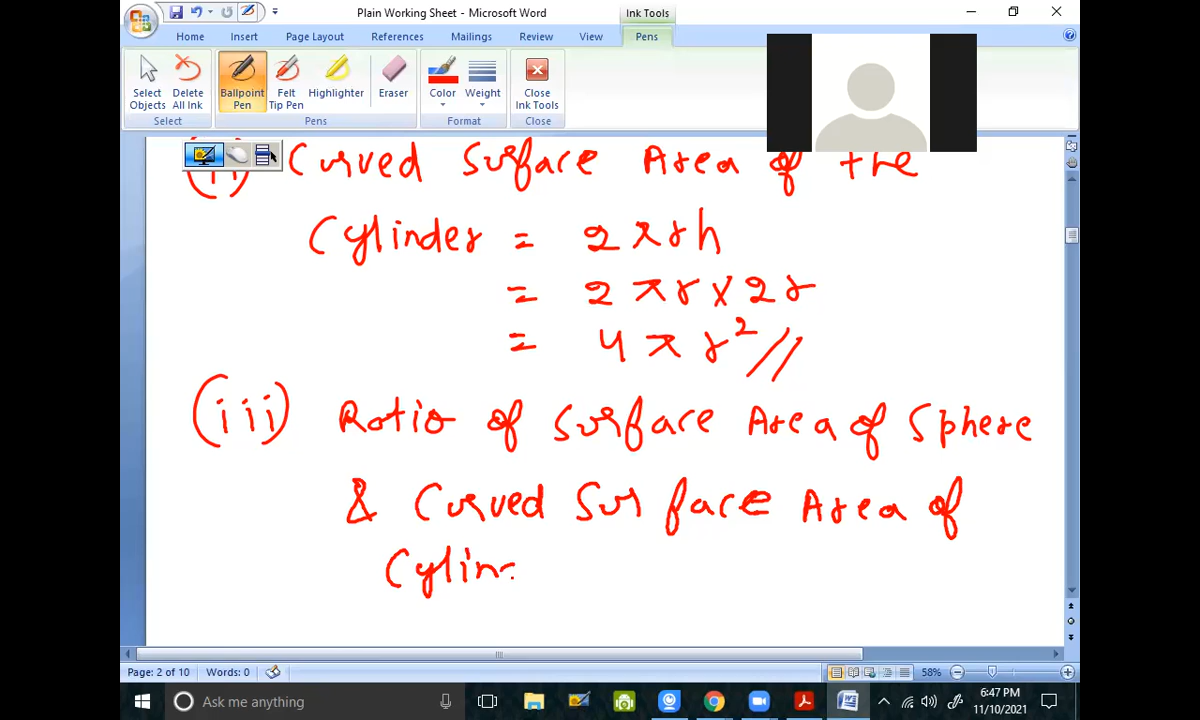 Plain Working Sheet - Microsoft Word
Ink Tools
Home Insert Page Layout References Mailings Review View Pens
Select Objects
Delete All Ink
Ballpoint Pen
Felt Tip Pen
Highlighter
Eraser
Color
Weight
Close Ink Tools
Select
Pens
Format
Close
(ii) Curved Surface Area of the
Cylinder = 2πrh
= 2πr×2r
= 4πr² //
(iii) Ratio of Surface Area of Sphere
& Curved Surface Area of
Cylin
Page: 2 of 10 Words: 0 58%
Ask me anything
6:47 PM
11/10/2021